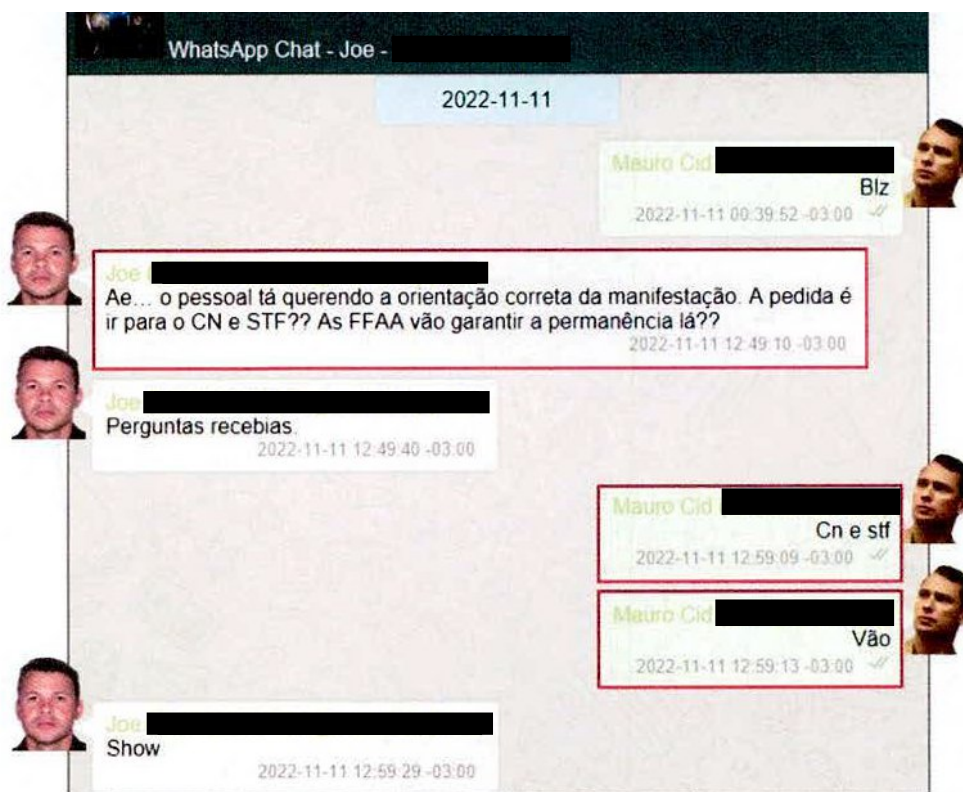 WhatsApp Chat - Joe -
2022-11-11
Mauro Cid
Blz
2022-11-11 00:39:52 -03:00
Joe
Ae... o pessoal tá querendo a orientação correta da manifestação. A pedida é
ir para o CN e STF?? As FFAA vão garantir a permanência lá??
2022-11-11 12:49:10 -03:00
Joe
Perguntas recebias.
2022-11-11 12:49:40 -03:00
Mauro Cid
Cn e stf
2022-11-11 12:59:09 -03:00
Mauro Cid
Vão
2022-11-11 12:59:13 -03:00
Joe
Show
2022-11-11 12:59:29 -03:00